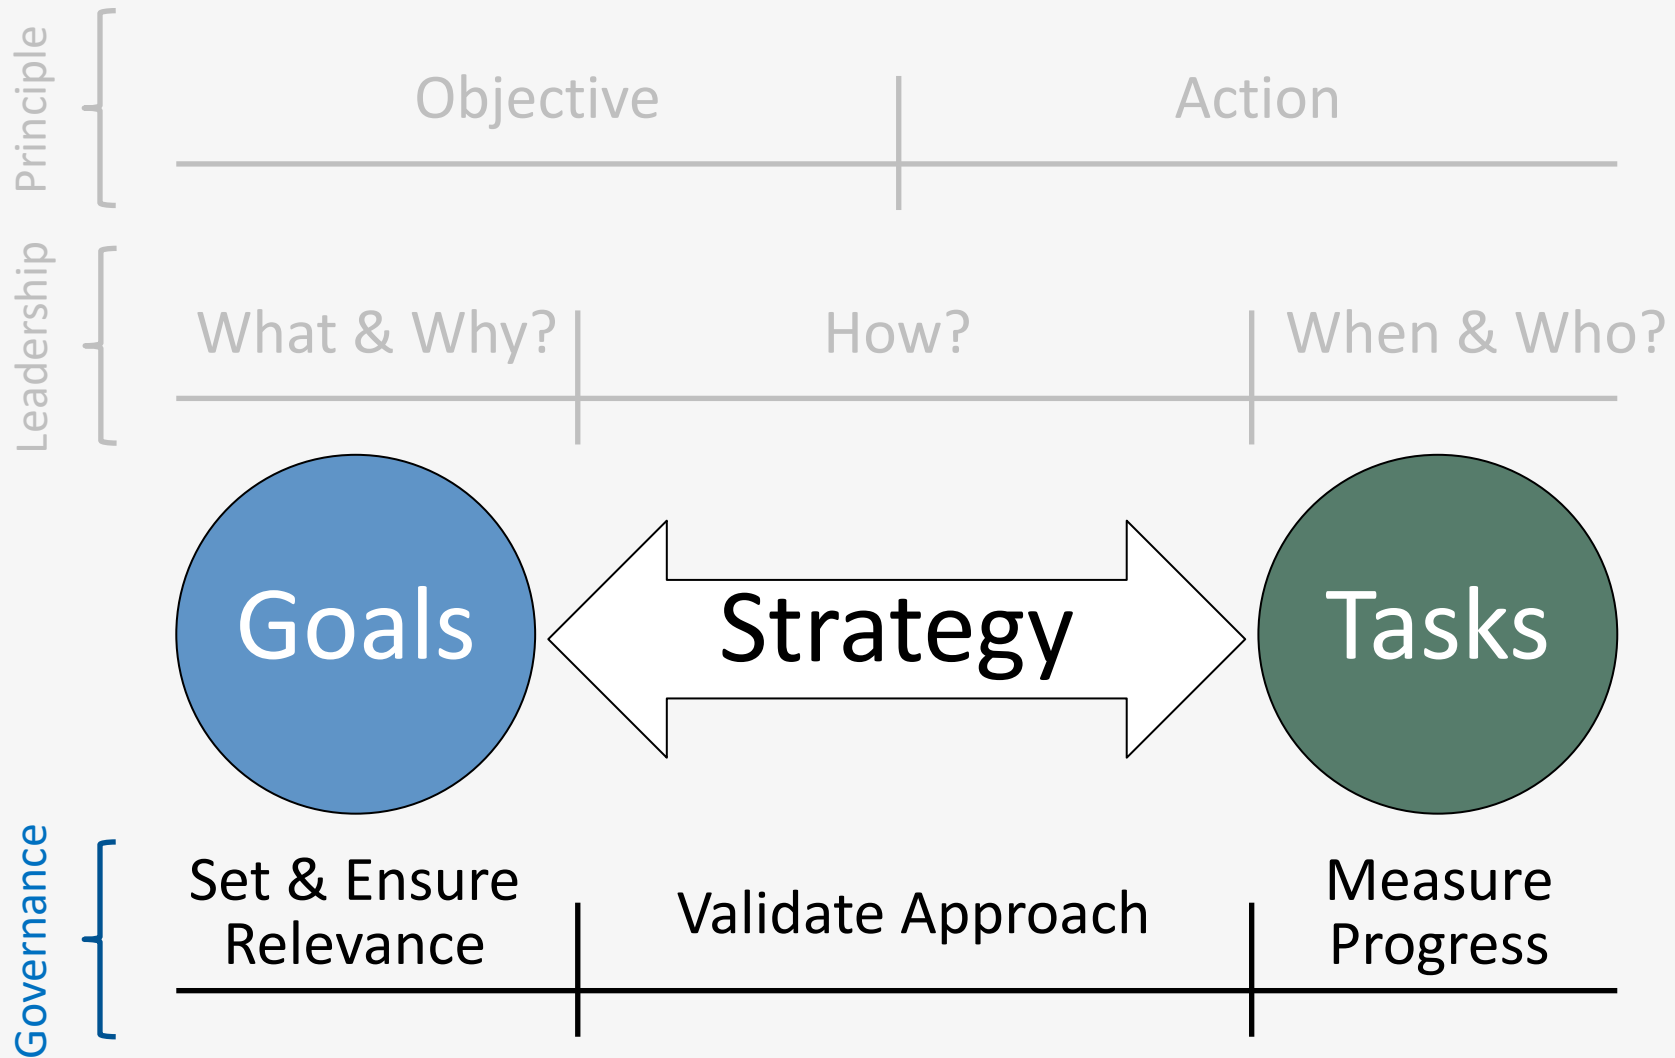 Principle
Objective
Action
Leadership
What & Why?
How?
When & Who?
Goals
Strategy
Tasks
Governance
Set & Ensure
Relevance
Validate Approach
Measure
Progress